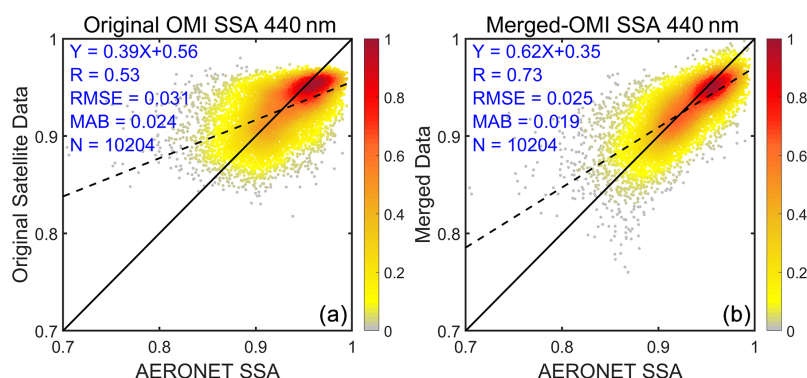 Original OMI SSA 440 nm
Y = 0.39X+0.56
R = 0.53
RMSE = 0.031
MAB = 0.024
N = 10204
Original Satellite Data
1
0.9
0.8
0.7
0.7
0.8
0.9
1
AERONET SSA
(a)
1
0.8
0.6
0.4
0.2
0
Merged-OMI SSA 440 nm
Y = 0.62X+0.35
R = 0.73
RMSE = 0.025
MAB = 0.019
N = 10204
Merged Data
1
0.9
0.8
0.7
0.7
0.8
0.9
1
AERONET SSA
(b)
1
0.8
0.6
0.4
0.2
0